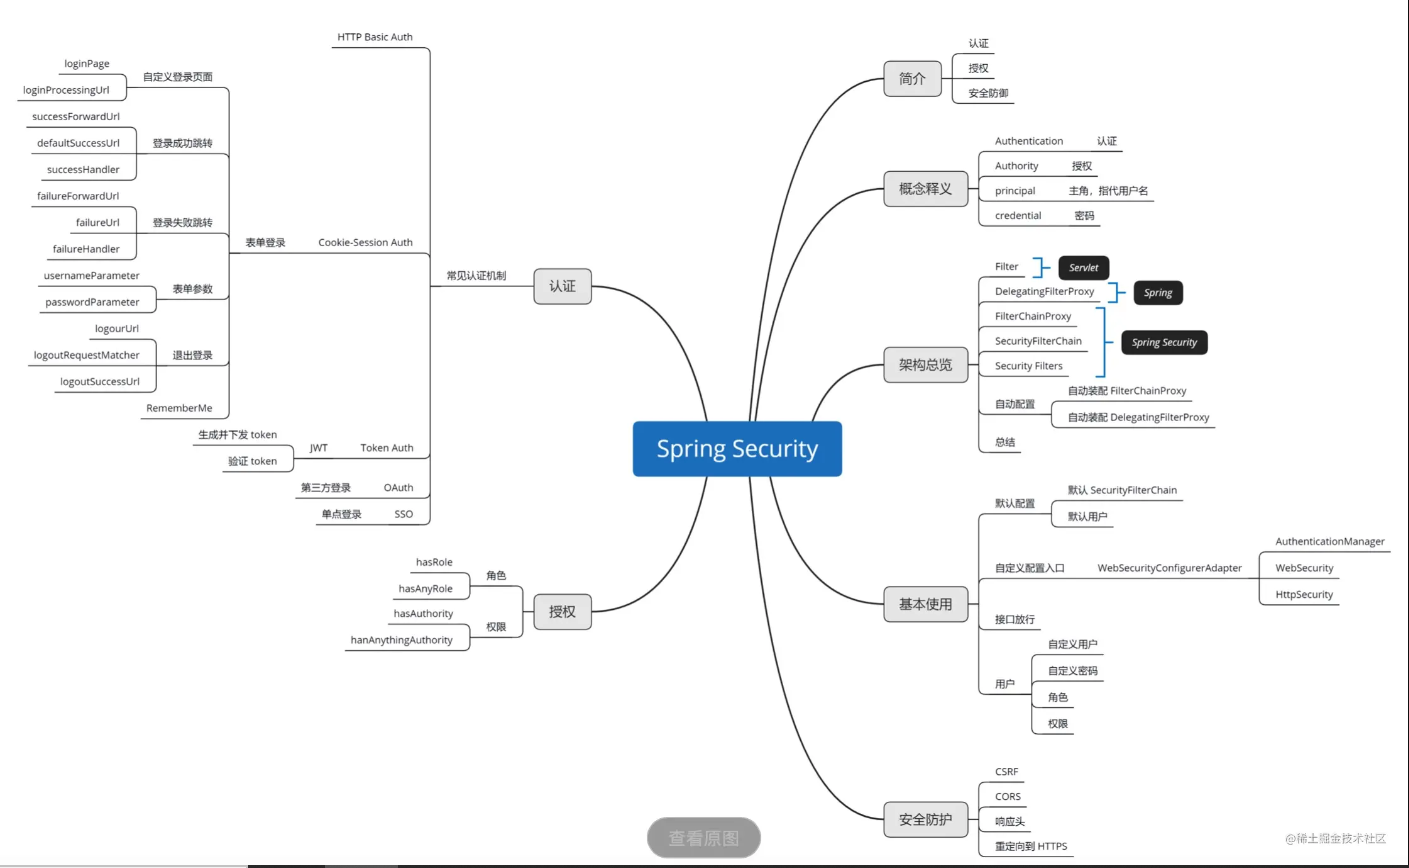 Spring Security
简介
认证
授权
安全防御
概念释义
Authentication 认证
Authority 授权
principal 主角，指代用户名
credential 密码
架构总览
Filter
Servlet
DelegatingFilterProxy
Spring
FilterChainProxy
SecurityFilterChain
Security Filters
Spring Security
自动配置
自动装配 FilterChainProxy
自动装配 DelegatingFilterProxy
总结
基本使用
默认配置
默认 SecurityFilterChain
默认用户
自定义配置入口
WebSecurityConfigurerAdapter
AuthenticationManager
WebSecurity
HttpSecurity
接口放行
用户
自定义用户
自定义密码
角色
权限
安全防护
CSRF
CORS
响应头
重定向到 HTTPS
认证
常见认证机制
HTTP Basic Auth
Cookie-Session Auth
表单登录
自定义登录页面
loginPage
loginProcessingUrl
登录成功跳转
successForwardUrl
defaultSuccessUrl
successHandler
登录失败跳转
failureForwardUrl
failureUrl
failureHandler
表单参数
usernameParameter
passwordParameter
退出登录
logourUrl
logoutRequestMatcher
logoutSuccessUrl
RememberMe
Token Auth
JWT
生成并下发 token
验证 token
OAuth
第三方登录
SSO
单点登录
授权
角色
hasRole
hasAnyRole
权限
hasAuthority
hanAnythingAuthority
查看原图
@稀土掘金技术社区